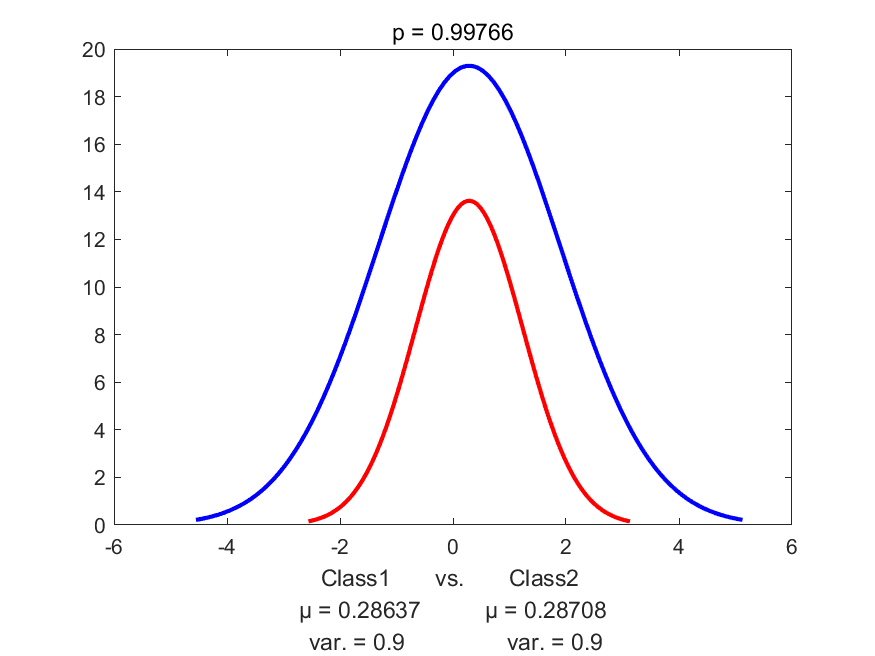 p = 0.99766
20
18
16
14
12
10
8
6
4
2
0
-6 -4 -2 0 2 4 6
Class1 vs. Class2
μ = 0.28637 μ = 0.28708
var. = 0.9 var. = 0.9